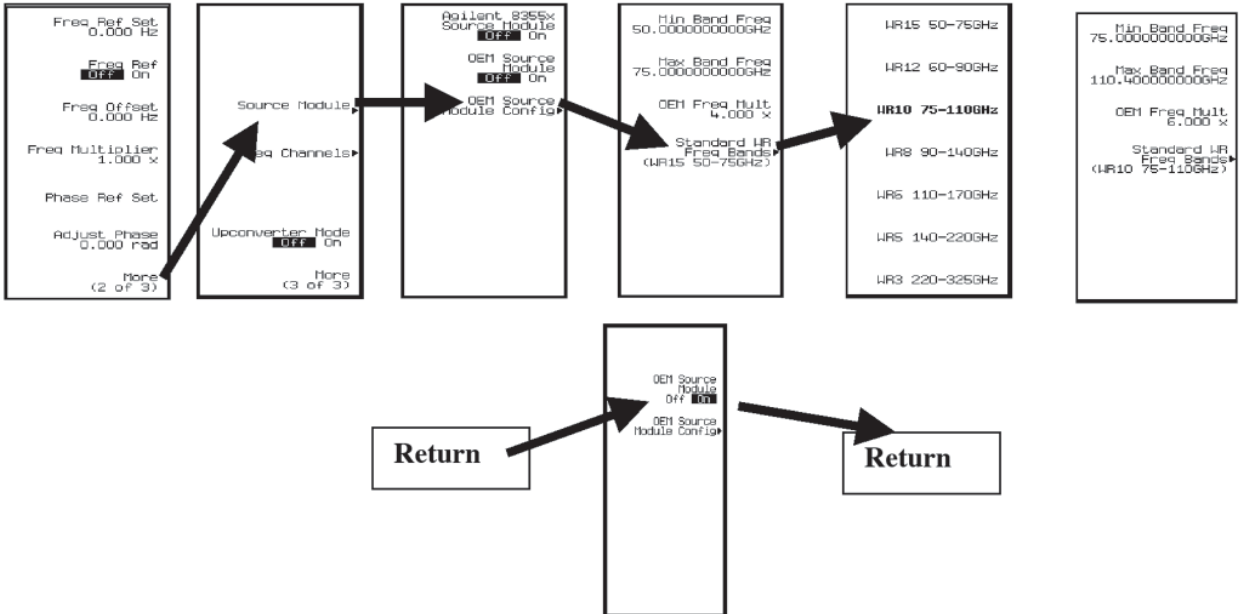 Freq Ref Set
0.000 Hz
Freq Ref
Off On
Freq Offset
0.000 Hz
Freq Multiplier
1.000 x
Phase Ref Set
Adjust Phase
0.000 rad
More
(2 of 3)
Source Module
Channels
Upconverter Mode
Off On
More
(3 of 3)
Agilent 8355x
Source Module
Off On
OEM Source
Module
Off On
OEM Source
Module Config
Min Band Freq
50.0000000000GHz
Max Band Freq
75.0000000000GHz
OEM Freq Mult
4.000 x
Standard WR
Freq Bands
(WR15 50-75GHz)
WR15 50-75GHz
WR12 60-90GHz
WR10 75-110GHz
WR8 90-140GHz
WR6 110-170GHz
WR5 140-220GHz
WR3 220-325GHz
Min Band Freq
75.0000000000GHz
Max Band Freq
110.400000000GHz
OEM Freq Mult
6.000 x
Standard WR
Freq Bands
(WR10 75-110GHz)
Return
OEM Source
Module
Off On
OEM Source
Module Config
Return